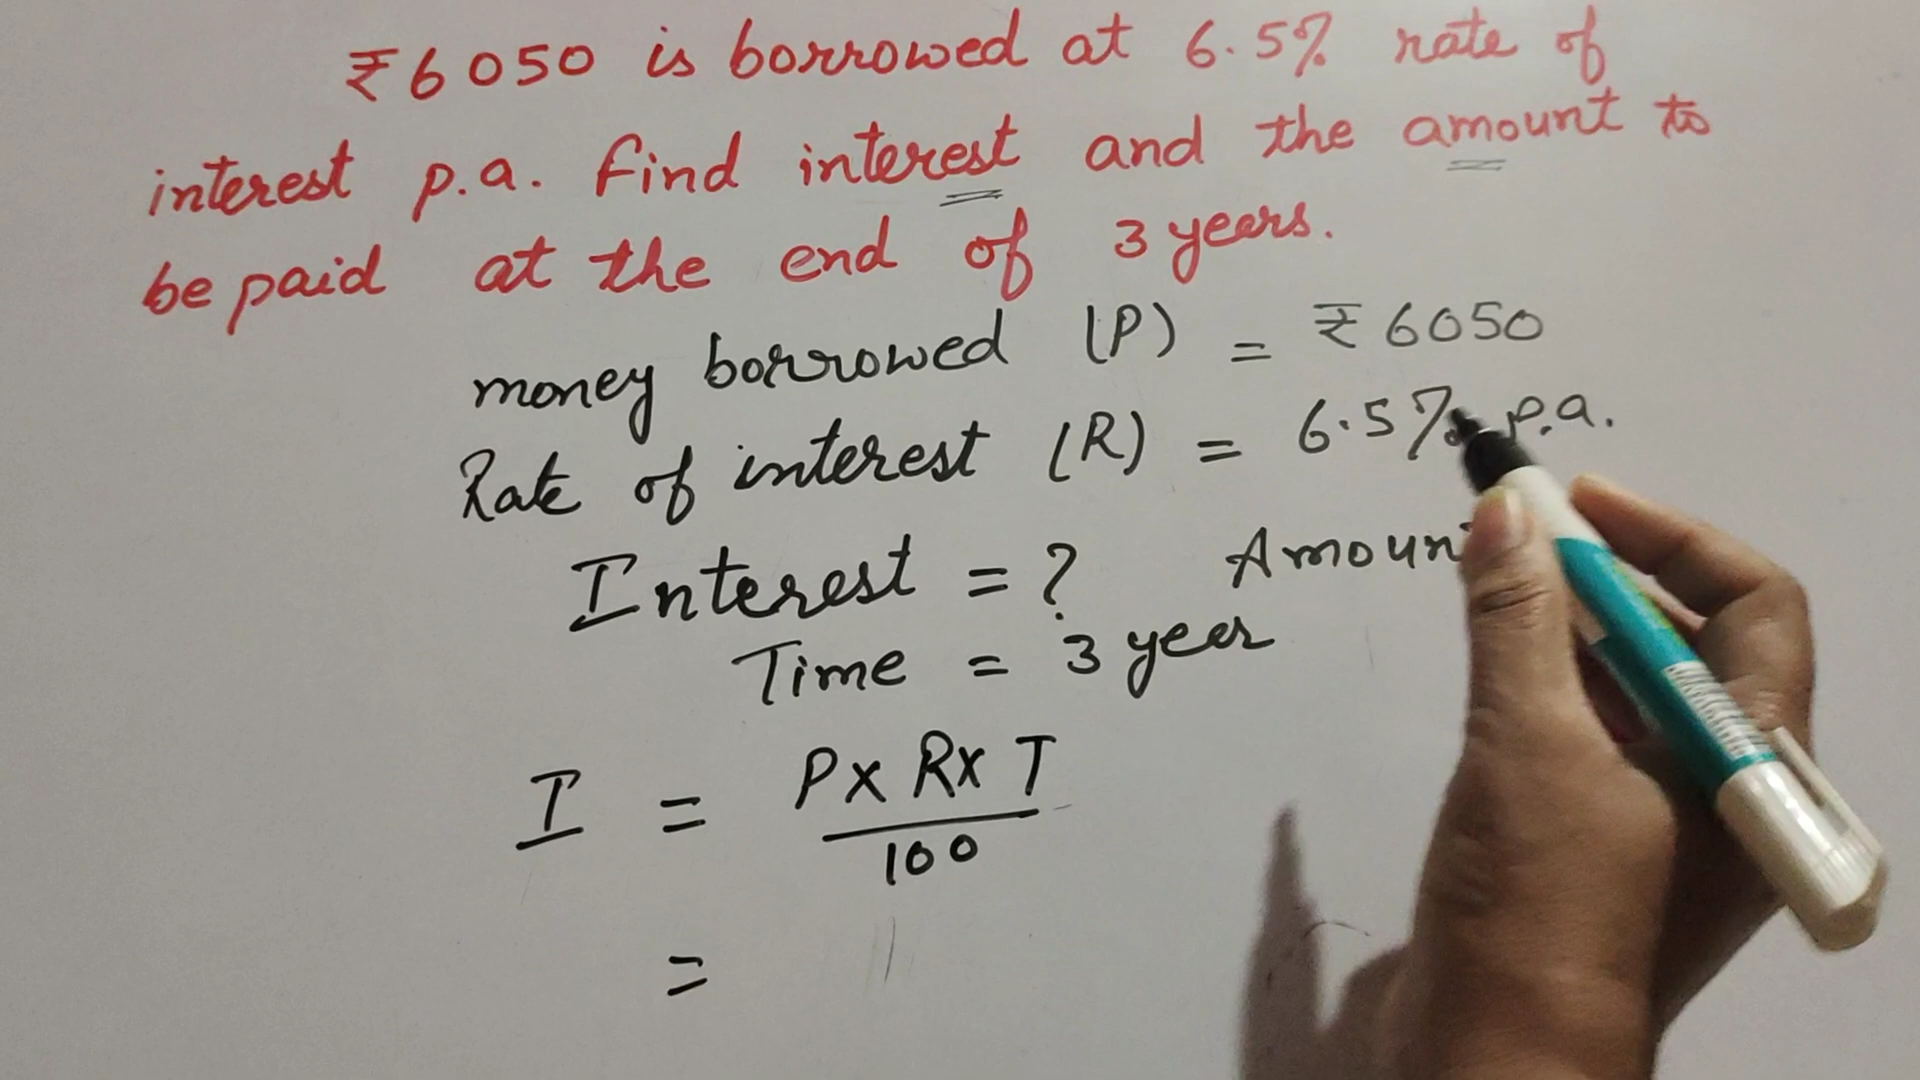 ₹6050 is borrowed at 6.5% rate of
interest p.a. Find interest and the amount to
be paid at the end of 3 years.
money borrowed (P) = ₹6050
Rate of interest (R) = 6.5% p.a.
Interest = ? Amount
Time = 3 year
I = P× R× T
100
=